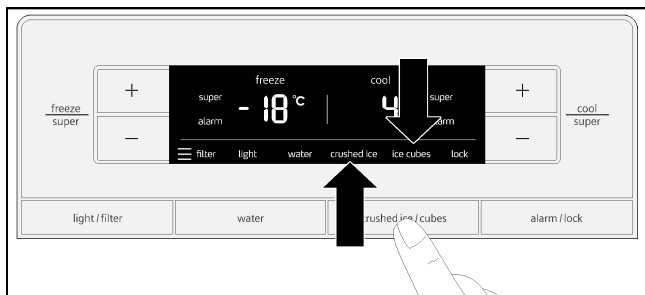 freeze
super
+
−
freeze
super
alarm
- 18 °C
cool
4
super
alarm
filter light water crushed ice ice cubes lock
+
−
cool
super
light / filter
water
crushed ice / cubes
alarm / lock